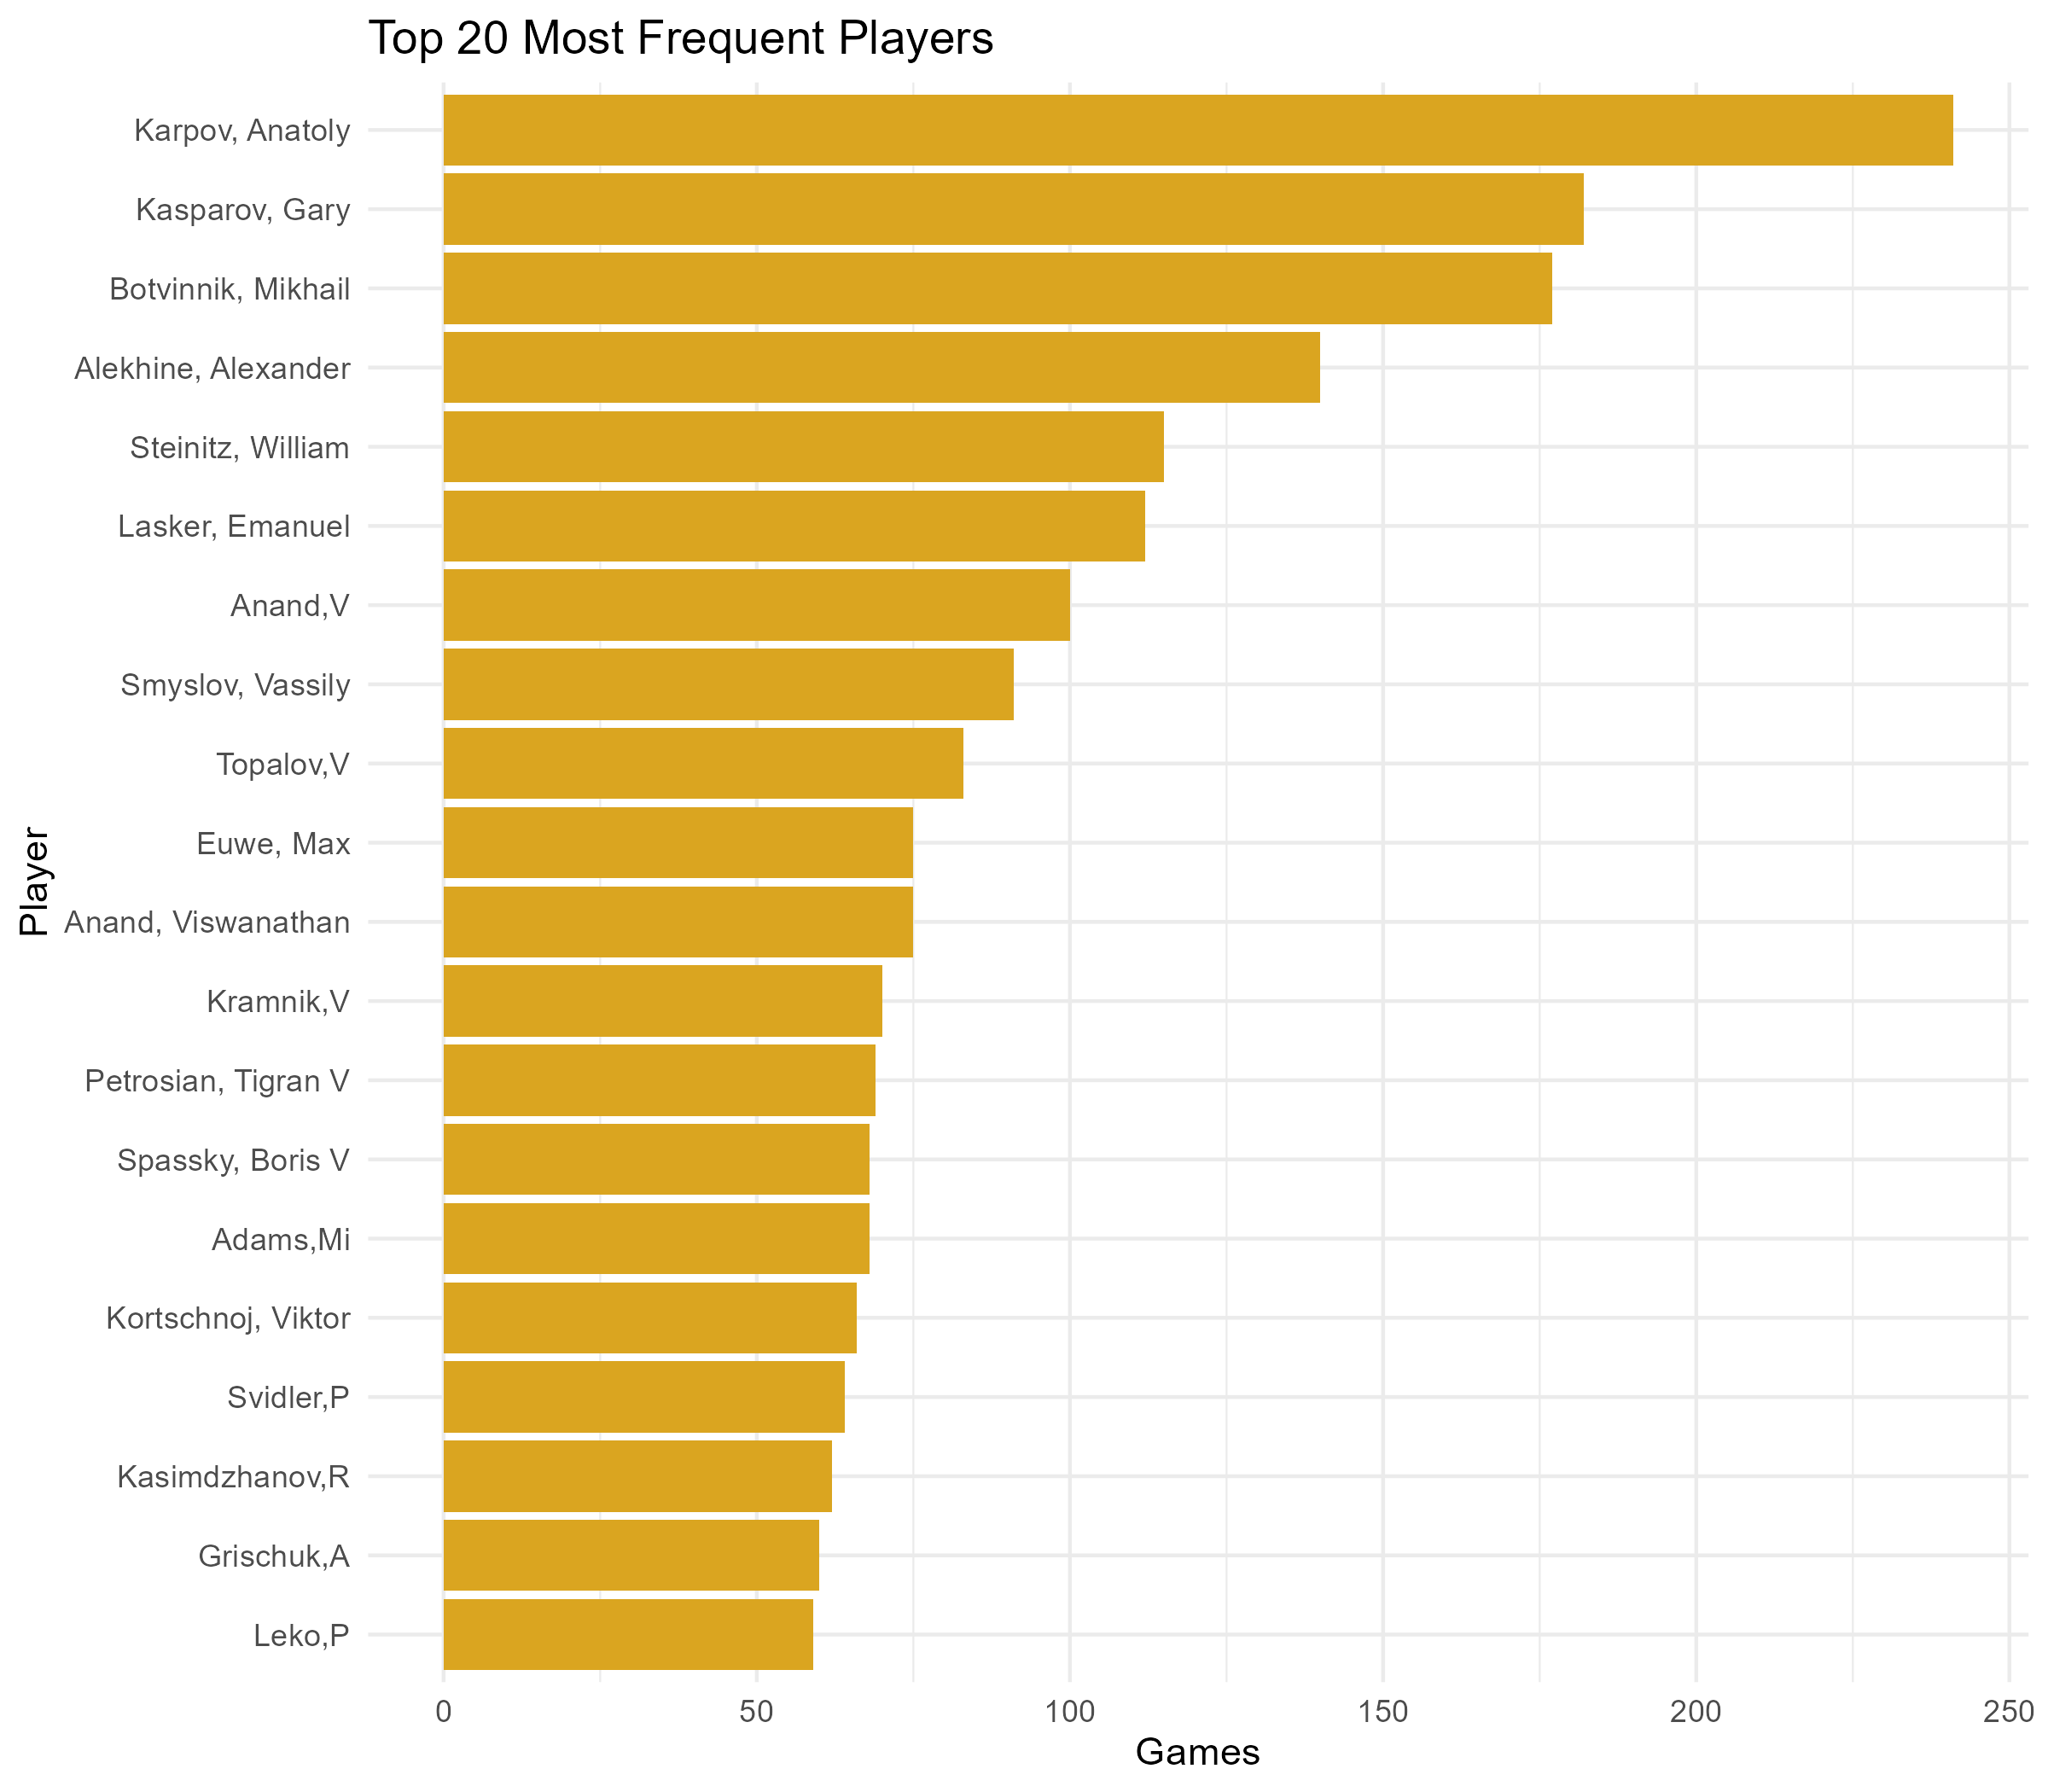 Top 20 Most Frequent Players
Player
Karpov, Anatoly
Kasparov, Gary
Botvinnik, Mikhail
Alekhine, Alexander
Steinitz, William
Lasker, Emanuel
Anand,V
Smyslov, Vassily
Topalov,V
Euwe, Max
Anand, Viswanathan
Kramnik,V
Petrosian, Tigran V
Spassky, Boris V
Adams,Mi
Kortschnoj, Viktor
Svidler,P
Kasimdzhanov,R
Grischuk,A
Leko,P
0 50 100 150 200 250
Games